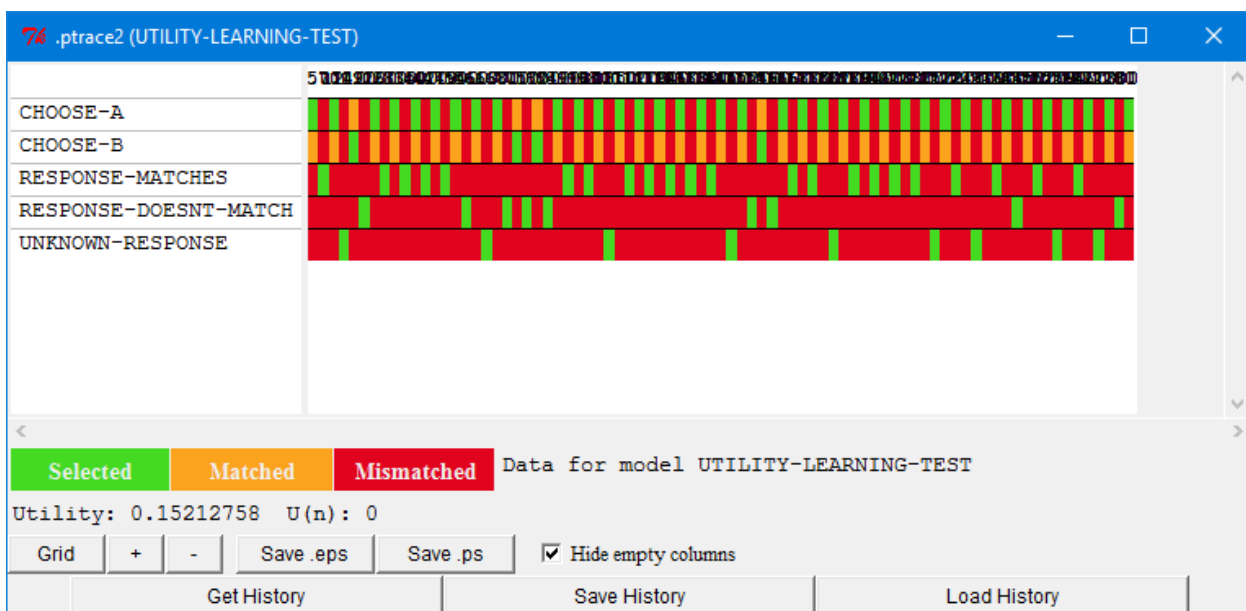 .ptrace2 (UTILITY-LEARNING-TEST)
CHOOSE-A
CHOOSE-B
RESPONSE-MATCHES
RESPONSE-DOESNT-MATCH
UNKNOWN-RESPONSE
Selected Matched Mismatched Data for model UTILITY-LEARNING-TEST
Utility: 0.15212758 U(n): 0
Grid + - Save .eps Save .ps Hide empty columns
Get History Save History Load History